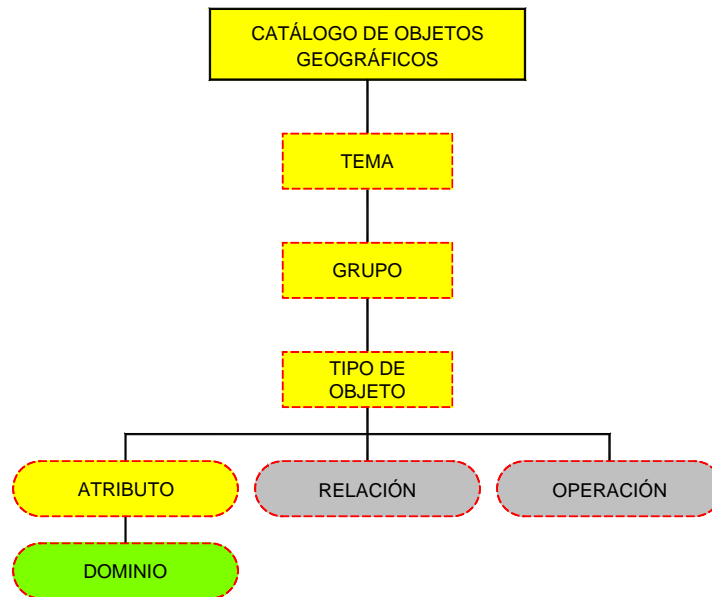 CATÁLOGO DE OBJETOS
GEOGRÁFICOS
TEMA
GRUPO
TIPO DE
OBJETO
ATRIBUTO
RELACIÓN
OPERACIÓN
DOMINIO